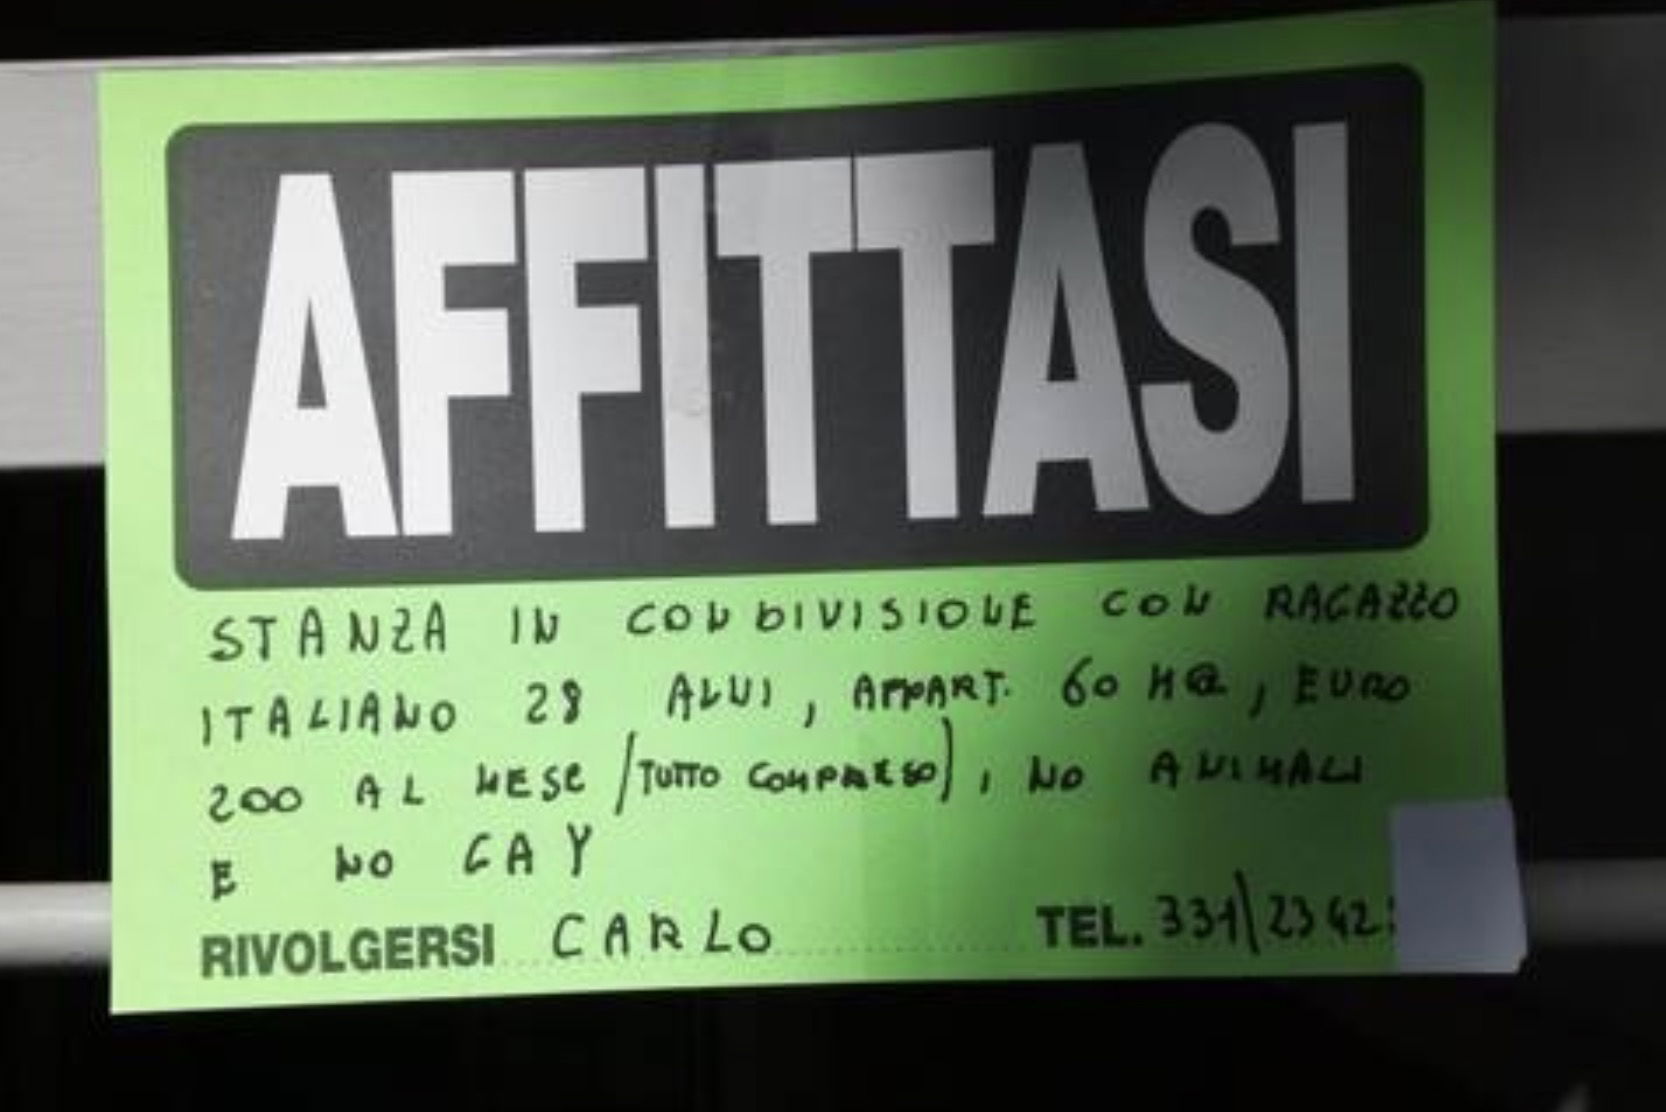 AFFITTASI
STANZA IN CONDIVISIONE CON RAGAZZO
ITALIANO 28 ANNI, APPART. 60 MQ, EURO
200 AL MESE (TUTTO COMPRESO), NO ANIMALI
E NO GAY
RIVOLGERSI CARLO TEL. 331\2342